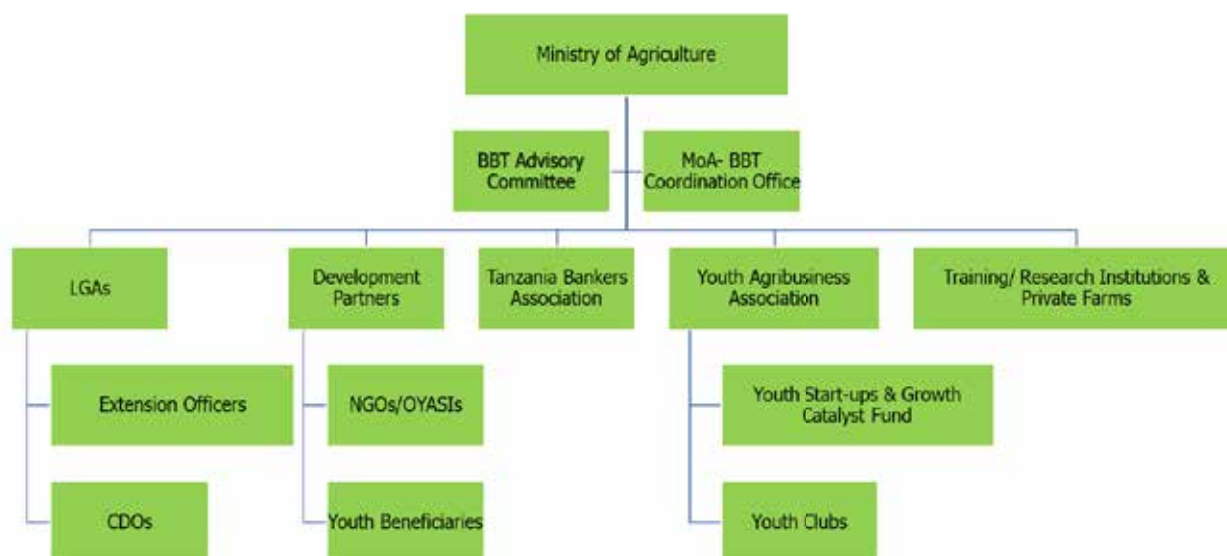 Ministry of Agriculture
BBT Advisory
Committee
MoA- BBT
Coordination Office
LGAs
Development
Partners
Tanzania Bankers
Association
Youth Agribusiness
Association
Training/ Research Institutions &
Private Farms
Extension Officers
NGOs/OYASIs
Youth Start-ups & Growth
Catalyst Fund
CDOs
Youth Beneficiaries
Youth Clubs